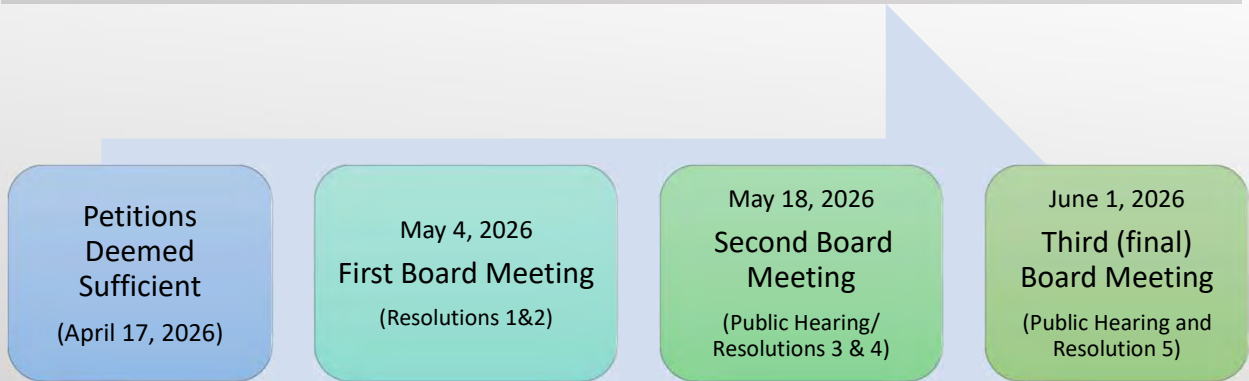 Petitions
Deemed
Sufficient
(April 17, 2026)
May 4, 2026
First Board Meeting
(Resolutions 1&2)
May 18, 2026
Second Board
Meeting
(Public Hearing/
Resolutions 3 & 4)
June 1, 2026
Third (final)
Board Meeting
(Public Hearing and
Resolution 5)